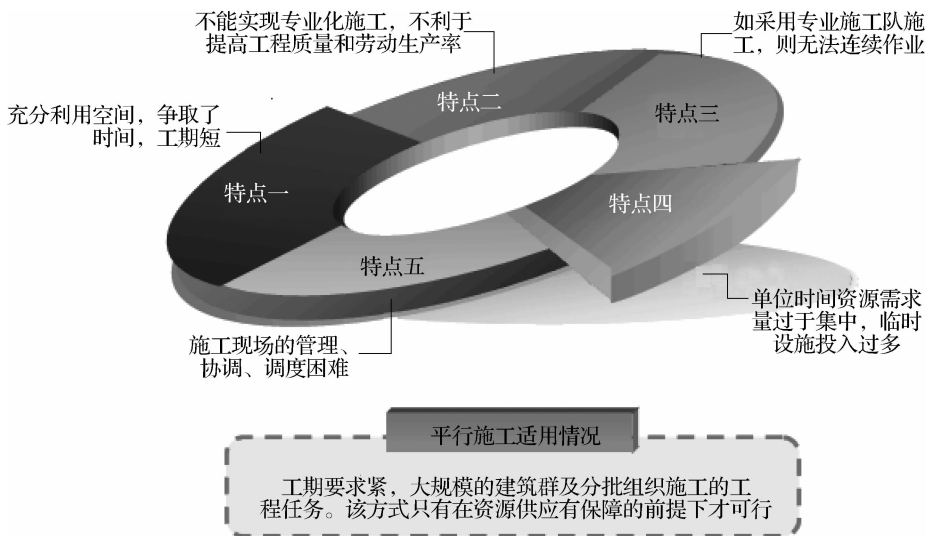 不能实现专业化施工，不利于
提高工程质量和劳动生产率
如采用专业施工队施
工，则无法连续作业
充分利用空间，争取了
时间，工期短
特点一
特点二
特点三
特点四
特点五
单位时间资源需求
量过于集中，临时
设施投入过多
施工现场的管理、
协调、调度困难
平行施工适用情况
工期要求紧，大规模的建筑群及分批组织施工的工
程任务。该方式只有在资源供应有保障的前提下才可行